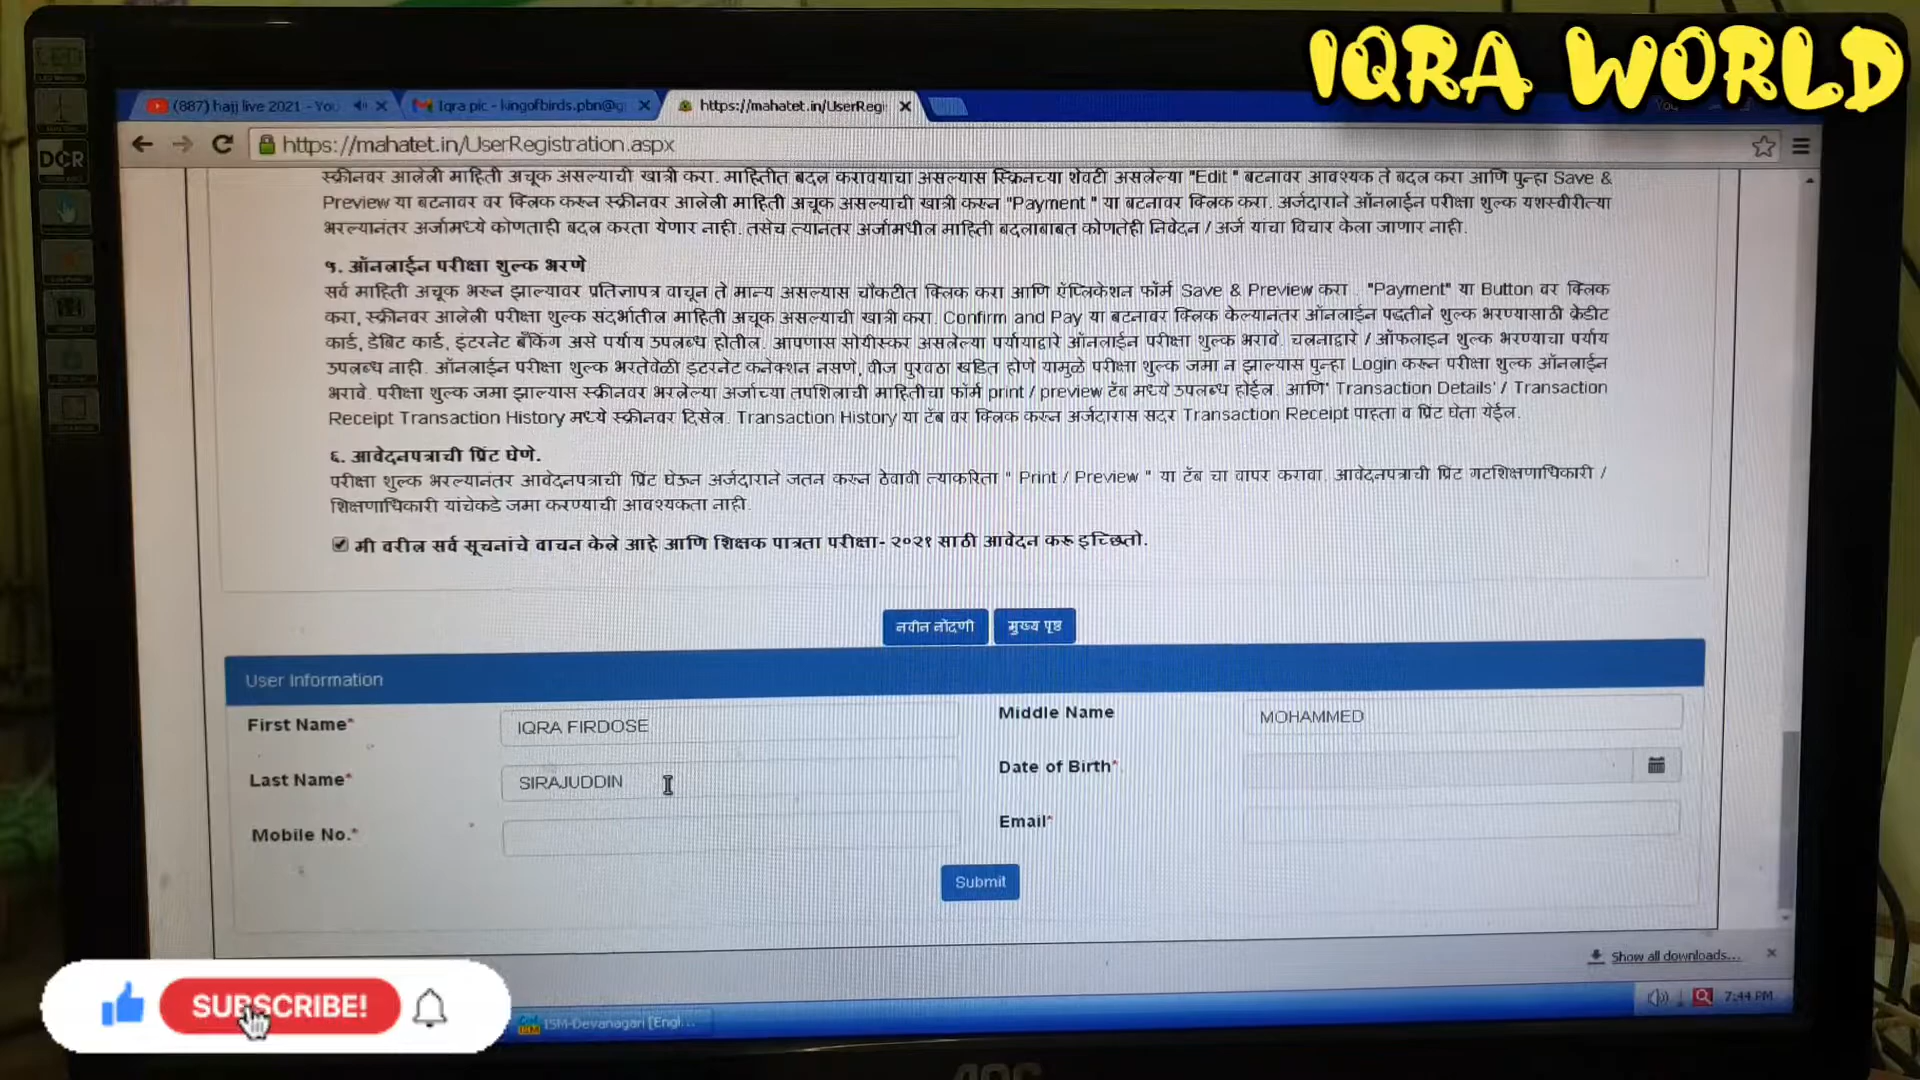 IQRA WORLD
(887) hajj live 2021 - You
Iqra pic - kingofbirds.pbn@g
https://mahatet.in/UserRegi
https://mahatet.in/UserRegistration.aspx
स्क्रीनवर आलेली माहिती अचूक असल्याची खात्री करा. माहितीत बदल करावयाचा असल्यास स्क्रिनच्या शेवटी असलेल्या "Edit " बटनावर आवश्यक ते बदल करा आणि पुन्हा Save &
Preview या बटनावर वर क्लिक करून स्क्रीनवर आलेली माहिती अचूक असल्याची खात्री करून "Payment " या बटनावर क्लिक करा. अर्जदाराने ऑनलाईन परीक्षा शुल्क यशस्वीरीत्या
भरल्यानंतर अर्जामध्ये कोणताही बदल करता येणार नाही. तसेच त्यानंतर अर्जामधील माहिती बदलाबाबत कोणतेही निवेदन / अर्ज यांचा विचार केला जाणार नाही.
५. ऑनलाईन परीक्षा शुल्क भरणे
सर्व माहिती अचूक भरून झाल्यावर प्रतिज्ञापत्र वाचून ते मान्य असल्यास चौकटीत क्लिक करा आणि ऍप्लिकेशन फॉर्म Save & Preview करा . "Payment" या Button वर क्लिक
करा, स्क्रीनवर आलेली परीक्षा शुल्क संदर्भातील माहिती अचूक असल्याची खात्री करा. Confirm and Pay या बटनावर क्लिक केल्यानंतर ऑनलाईन पद्धतीने शुल्क भरण्यासाठी क्रेडीट
कार्ड, डेबिट कार्ड, इंटरनेट बँकिंग असे पर्याय उपलब्ध होतील. आपणास सोयीस्कर असलेल्या पर्यायाद्वारे ऑनलाईन परीक्षा शुल्क भरावे. चलनाद्वारे / ऑफलाइन शुल्क भरण्याचा पर्याय
उपलब्ध नाही. ऑनलाईन परीक्षा शुल्क भरतेवेळी इंटरनेट कनेक्शन नसणे, वीज पुरवठा खंडित होणे यामुळे परीक्षा शुल्क जमा न झाल्यास पुन्हा Login करून परीक्षा शुल्क ऑनलाईन
भरावे. परीक्षा शुल्क जमा झाल्यास स्क्रीनवर भरलेल्या अर्जाच्या तपशिलाची माहितीचा फॉर्म print / preview टॅब मध्ये उपलब्ध होईल. आणि' Transaction Details' / Transaction
Receipt Transaction History मध्ये स्क्रीनवर दिसेल. Transaction History या टॅब वर क्लिक करून अर्जदारास सदर Transaction Receipt पाहता व प्रिंट घेता येईल.
६. आवेदनपत्राची प्रिंट घेणे.
परीक्षा शुल्क भरल्यानंतर आवेदनपत्राची प्रिंट घेऊन अर्जदाराने जतन करून ठेवावी त्याकरिता " Print / Preview " या टॅब चा वापर करावा. आवेदनपत्राची प्रिंट गटशिक्षणाधिकारी /
शिक्षणाधिकारी यांचेकडे जमा करण्याची आवश्यकता नाही.
मी वरील सर्व सूचनांचे वाचन केले आहे आणि शिक्षक पात्रता परीक्षा- २०२१ साठी आवेदन करू इच्छितो.
नवीन नोंदणी मुख्य पृष्ठ
User Information
First Name* IQRA FIRDOSE Middle Name MOHAMMED
Last Name* SIRAJUDDIN Date of Birth*
Mobile No.* Email*
Submit
Show all downloads...
SUBSCRIBE!
ISM-Devanagari [Engl...
7:44 PM
DCR
AOC